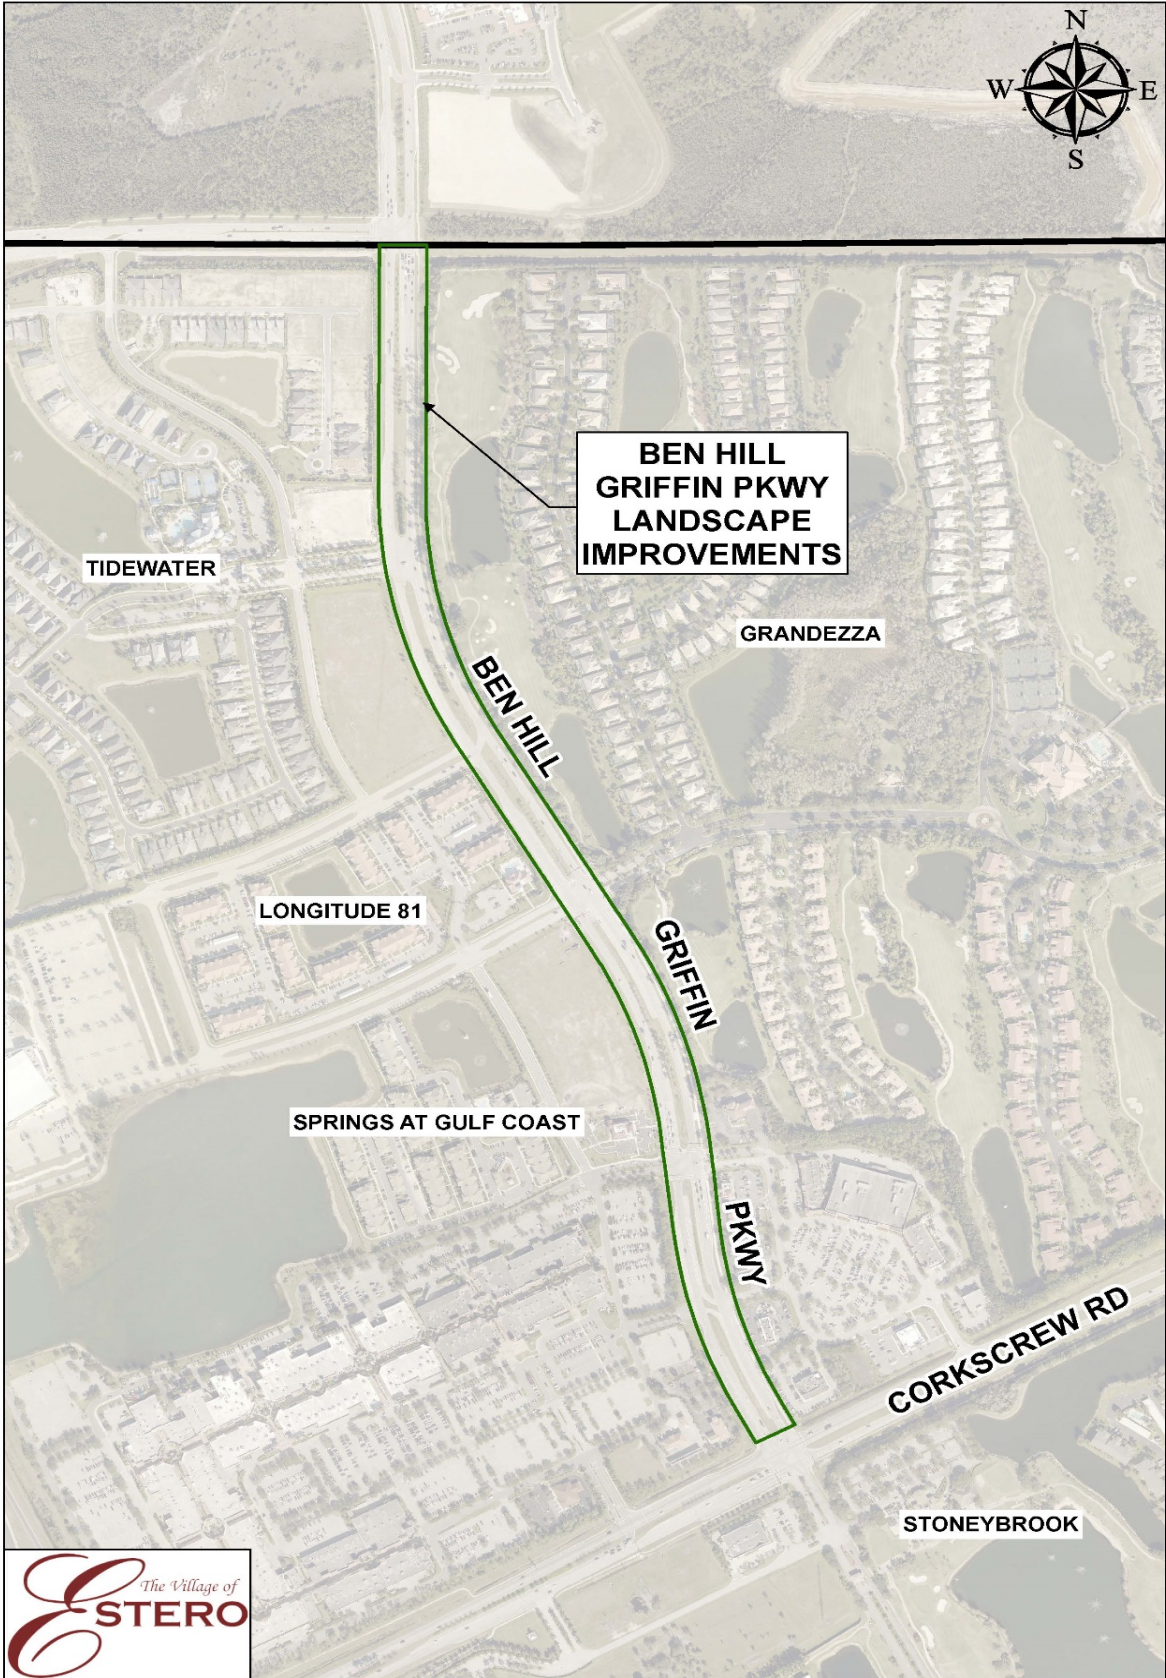 N
W E
S
BEN HILL
GRIFFIN PKWY
LANDSCAPE
IMPROVEMENTS
TIDEWATER
GRANDEZZA
BEN HILL
LONGITUDE 81
GRIFFIN
SPRINGS AT GULF COAST
PKWY
CORKSCREW RD
STONEYBROOK
The Village of
ESTERO